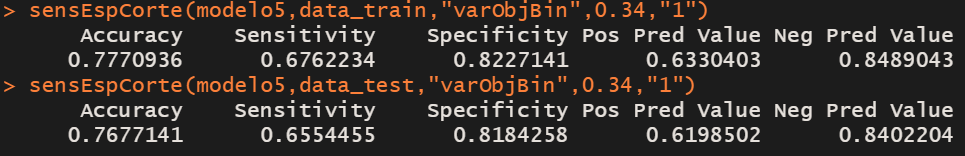 > sensEspCorte(modelo5,data_train,"varObjBin",0.34,"1")
Accuracy Sensitivity Specificity Pos Pred Value Neg Pred Value
0.7770936 0.6762234 0.8227141 0.6330403 0.8489043
> sensEspCorte(modelo5,data_test,"varObjBin",0.34,"1")
Accuracy Sensitivity Specificity Pos Pred Value Neg Pred Value
0.7677141 0.6554455 0.8184258 0.6198502 0.8402204